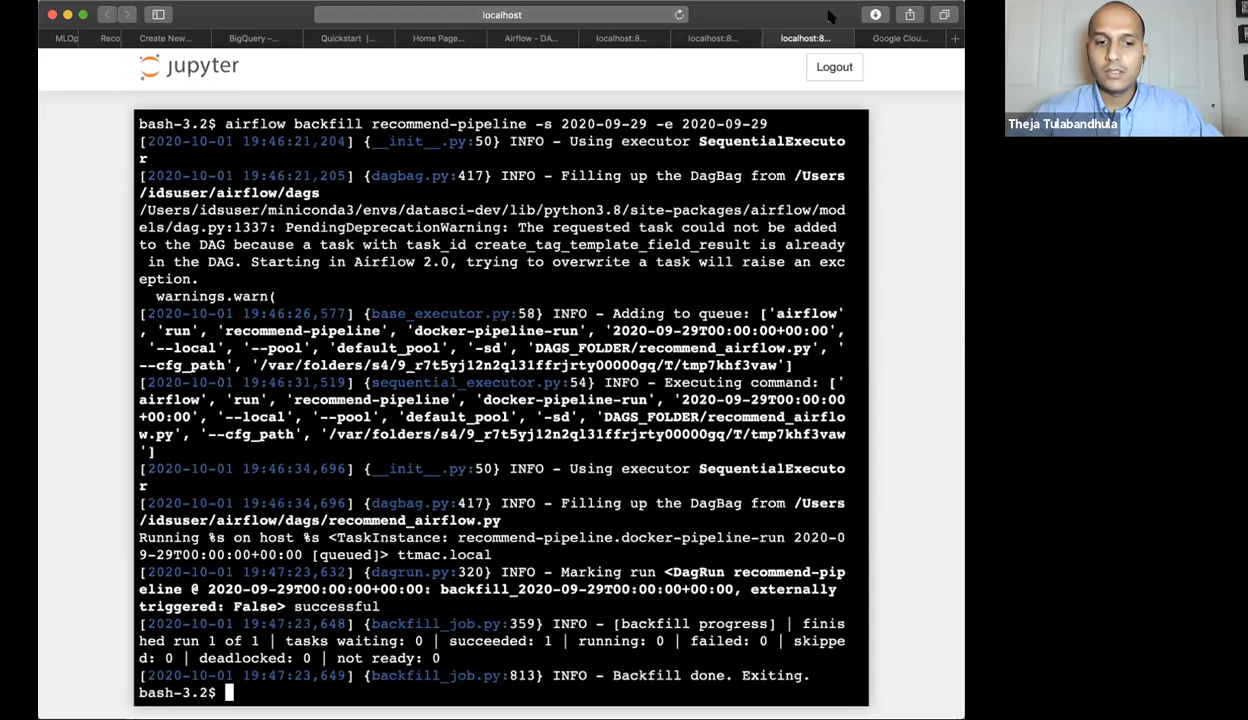 localhost
MLOp
Reco
Create New...
BigQuery –...
Quickstart |...
Home Page...
Airflow - DA...
localhost:8...
localhost:8...
localhost:8...
Google Clou...
jupyter
Logout
bash-3.2$ airflow backfill recommend-pipeline -s 2020-09-29 -e 2020-09-29
[2020-10-01 19:46:21,204] {__init__.py:50} INFO - Using executor SequentialExecuto
r
[2020-10-01 19:46:21,205] {dagbag.py:417} INFO - Filling up the DagBag from /Users
/idsuser/airflow/dags
/Users/idsuser/miniconda3/envs/datasci-dev/lib/python3.8/site-packages/airflow/mod
els/dag.py:1337: PendingDeprecationWarning: The requested task could not be added
to the DAG because a task with task_id create_tag_template_field_result is already
in the DAG. Starting in Airflow 2.0, trying to overwrite a task will raise an exc
eption.
warnings.warn(
[2020-10-01 19:46:26,577] {base_executor.py:58} INFO - Adding to queue: ['airflow'
, 'run', 'recommend-pipeline', 'docker-pipeline-run', '2020-09-29T00:00:00+00:00',
'--local', '--pool', 'default_pool', '-sd', 'DAGS_FOLDER/recommend_airflow.py', '
--cfg_path', '/var/folders/s4/9_r7t5yj12n2ql31ffrjrty00000gq/T/tmp7khf3vaw']
[2020-10-01 19:46:31,519] {sequential_executor.py:54} INFO - Executing command: ['
airflow', 'run', 'recommend-pipeline', 'docker-pipeline-run', '2020-09-29T00:00:00
+00:00', '--local', '--pool', 'default_pool', '-sd', 'DAGS_FOLDER/recommend_airflo
w.py', '--cfg_path', '/var/folders/s4/9_r7t5yj12n2ql31ffrjrty00000gq/T/tmp7khf3vaw
']
[2020-10-01 19:46:34,696] {__init__.py:50} INFO - Using executor SequentialExecuto
r
[2020-10-01 19:46:34,696] {dagbag.py:417} INFO - Filling up the DagBag from /Users
/idsuser/airflow/dags/recommend_airflow.py
Running %s on host %s <TaskInstance: recommend-pipeline.docker-pipeline-run 2020-0
9-29T00:00:00+00:00 [queued]> ttmac.local
[2020-10-01 19:47:23,632] {dagrun.py:320} INFO - Marking run <DagRun recommend-pip
eline @ 2020-09-29T00:00:00+00:00: backfill_2020-09-29T00:00:00+00:00, externally
triggered: False> successful
[2020-10-01 19:47:23,648] {backfill_job.py:359} INFO - [backfill progress] | finis
hed run 1 of 1 | tasks waiting: 0 | succeeded: 1 | running: 0 | failed: 0 | skippe
d: 0 | deadlocked: 0 | not ready: 0
[2020-10-01 19:47:23,649] {backfill_job.py:813} INFO - Backfill done. Exiting.
bash-3.2$
Theja Tulabandhula